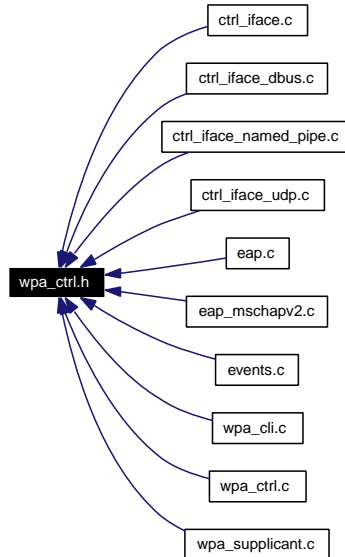 ctrl_iface.c
ctrl_iface_dbus.c
ctrl_iface_named_pipe.c
ctrl_iface_udp.c
eap.c
wpa_ctrl.h
eap_mschapv2.c
events.c
wpa_cli.c
wpa_ctrl.c
wpa_supplicant.c